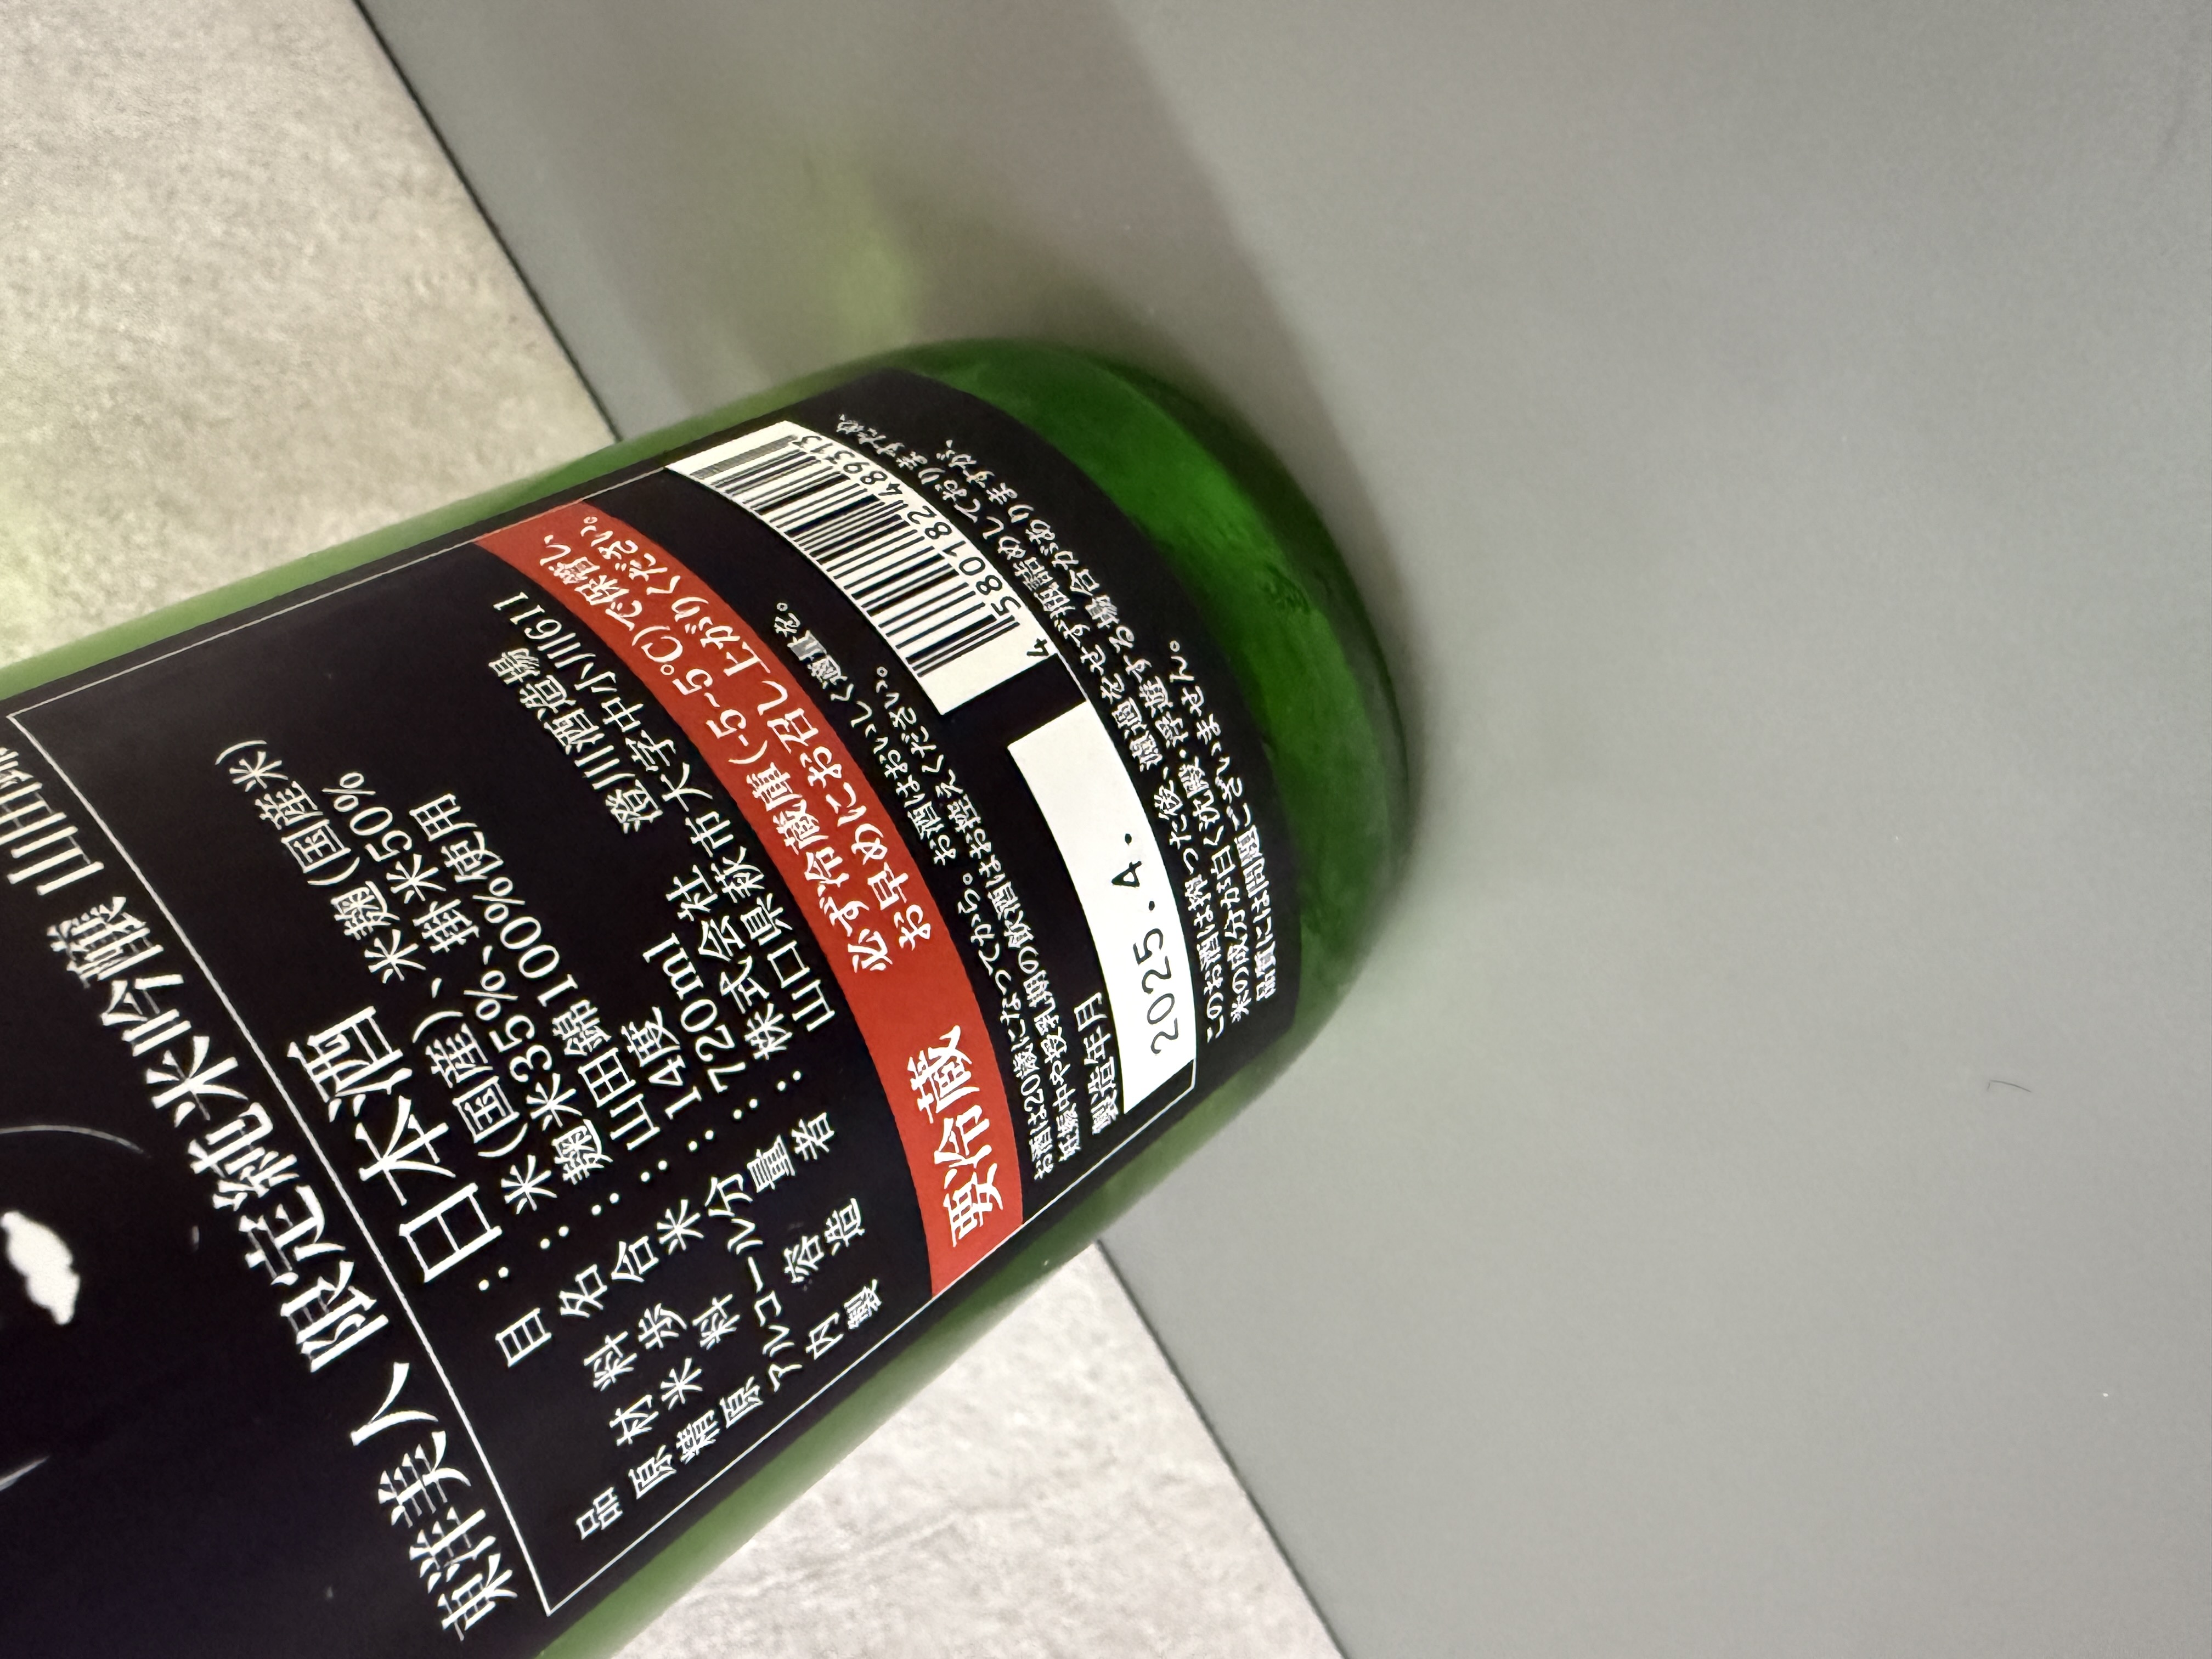 東洋美人 限定純米吟醸 山田錦
品目：日本酒
原材料名：米(国産)、米麹(国産米)
精米歩合：麹米35%、掛米50%
原料米：山田錦100%使用
アルコール分：14度
内容量：720ml
製造者：株式会社 澄川酒造場
山口県萩市大字中小川611
要冷蔵
必ず冷蔵庫(-5-5℃)で保管し、
お早めにお召し上がりください。
お酒は20歳になってから。お酒はおいしく適量を。
妊娠中や授乳期の飲酒はお控えください。
製造年月
2025.4.
4 580182 489313
このお酒は搾った後、濾過をせず瓶詰めしておりますため、
米の成分が白く沈殿・浮遊する場合がありますが、
品質には問題ございません。